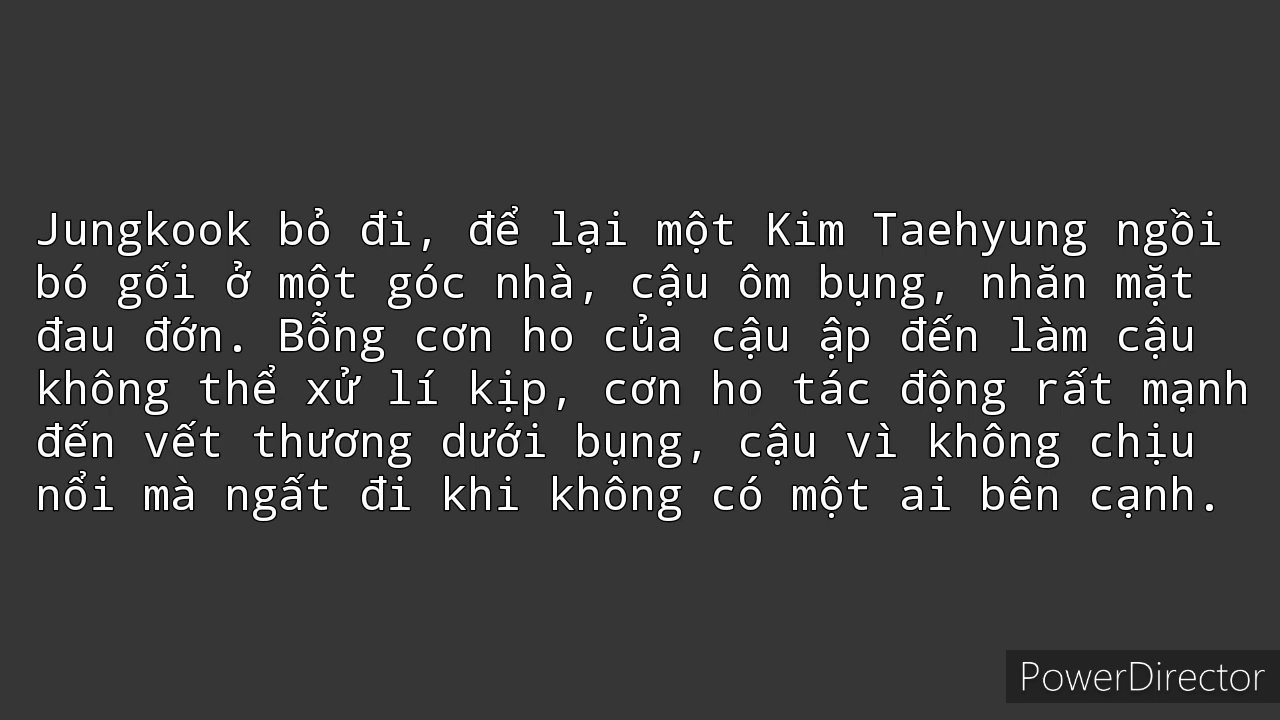 Jungkook bỏ đi, để lại một Kim Taehyung ngồi
bó gối ở một góc nhà, cậu ôm bụng, nhăn mặt
đau đớn. Bỗng cơn ho của cậu ập đến làm cậu
không thể xử lí kịp, cơn ho tác động rất mạnh
đến vết thương dưới bụng, cậu vì không chịu
nổi mà ngất đi khi không có một ai bên cạnh.
PowerDirector